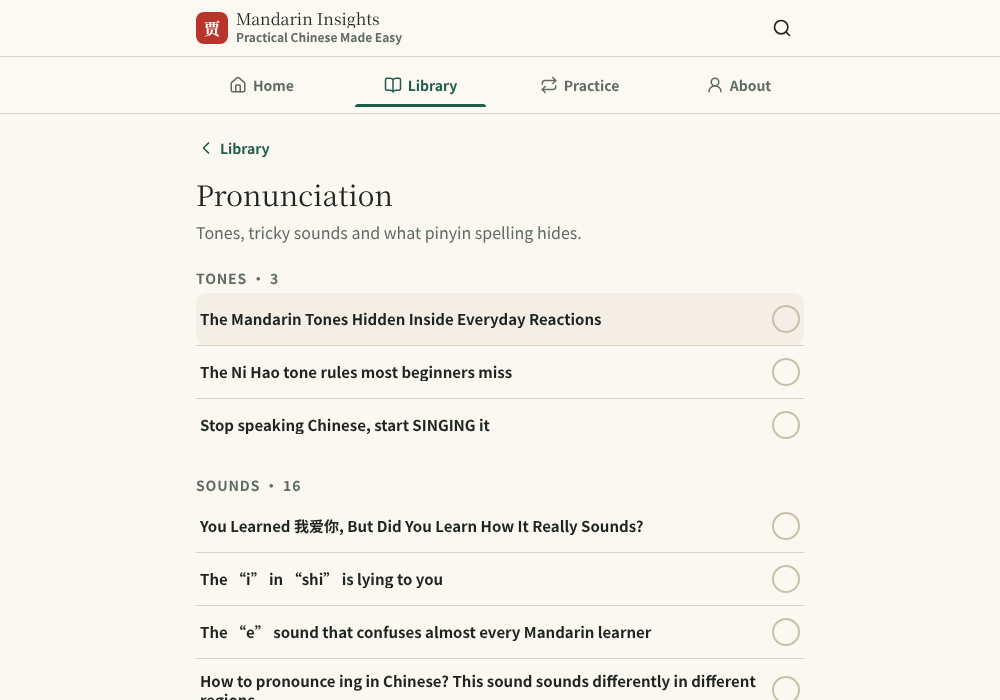 贾
Mandarin Insights
Practical Chinese Made Easy
Home
Library
Practice
About
Library
Pronunciation
Tones, tricky sounds and what pinyin spelling hides.
TONES • 3
The Mandarin Tones Hidden Inside Everyday Reactions
The Ni Hao tone rules most beginners miss
Stop speaking Chinese, start SINGING it
SOUNDS • 16
You Learned 我爱你, But Did You Learn How It Really Sounds?
The “i” in “shi” is lying to you
The “e” sound that confuses almost every Mandarin learner
How to pronounce ing in Chinese? This sound sounds differently in different
regions